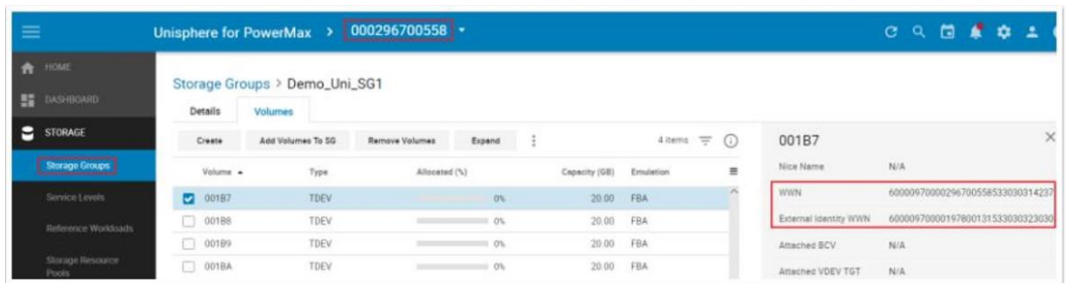 Unisphere for PowerMax > 000296700558
HOME
DASHBOARD
STORAGE
Storage Groups
Service Levels
Reference Workloads
Storage Resource
Pools
Storage Groups > Demo_Uni_SG1
Details Volumes
Create Add Volumes To SG Remove Volumes Expand 4 items
Volume Type Allocated (%) Capacity (GB) Emulation
001B7 TDEV 0% 20.00 FBA
001B8 TDEV 0% 20.00 FBA
001B9 TDEV 0% 20.00 FBA
001BA TDEV 0% 20.00 FBA
001B7
Nice Name N/A
WWN 60000970000296700558533030314237
External Identity WWN 60000970000197800131533030323030
Attached BCV N/A
Attached VDEV TGT N/A